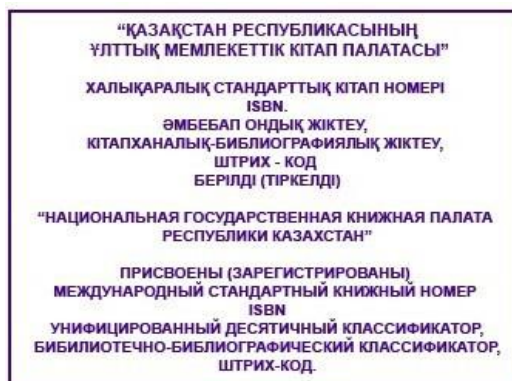 “ҚАЗАҚСТАН РЕСПУБЛИКАСЫНЫҢ
ҰЛТТЫҚ МЕМЛЕКЕТТІК КІТАП ПАЛАТАСЫ”
ХАЛЫҚАРАЛЫҚ СТАНДАРТТЫҚ КІТАП НОМЕРІ
ISBN.
ӘМБЕБАП ОНДЫҚ ЖІКТЕУ,
КІТАПХАНАЛЫҚ-БИБЛИОГРАФИЯЛЫҚ ЖІКТЕУ,
ШТРИХ - КОД
БЕРІЛДІ (ТІРКЕЛДІ)
“НАЦИОНАЛЬНАЯ ГОСУДАРСТВЕННАЯ КНИЖНАЯ ПАЛАТА
РЕСПУБЛИКИ КАЗАХСТАН”
ПРИСВОЕНЫ (ЗАРЕГИСТРИРОВАНЫ)
МЕЖДУНАРОДНЫЙ СТАНДАРТНЫЙ КНИЖНЫЙ НОМЕР
ISBN
УНИФИЦИРОВАННЫЙ ДЕСЯТИЧНЫЙ КЛАССИФИКАТОР,
БИБИЛИОТЕЧНО-БИБЛИОГРАФИЧЕСКИЙ КЛАССИФИКАТОР,
ШТРИХ-КОД.